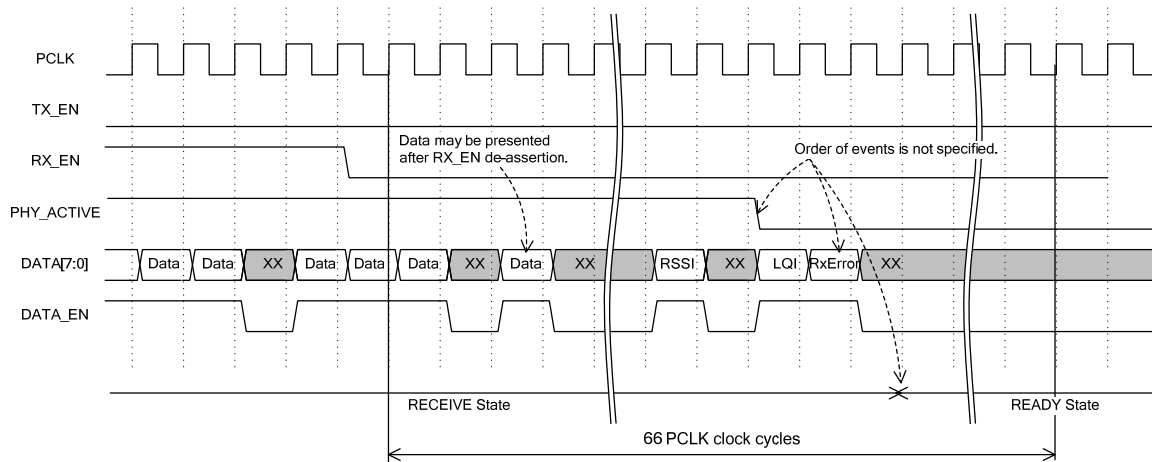 PCLK
TX_EN
Data may be presented
after RX_EN de-assertion.
Order of events is not specified.
RX_EN
PHY_ACTIVE
DATA[7:0] Data Data XX Data Data Data XX Data XX RSSI XX LQI RxError XX
DATA_EN
RECEIVE State READY State
66 PCLK clock cycles